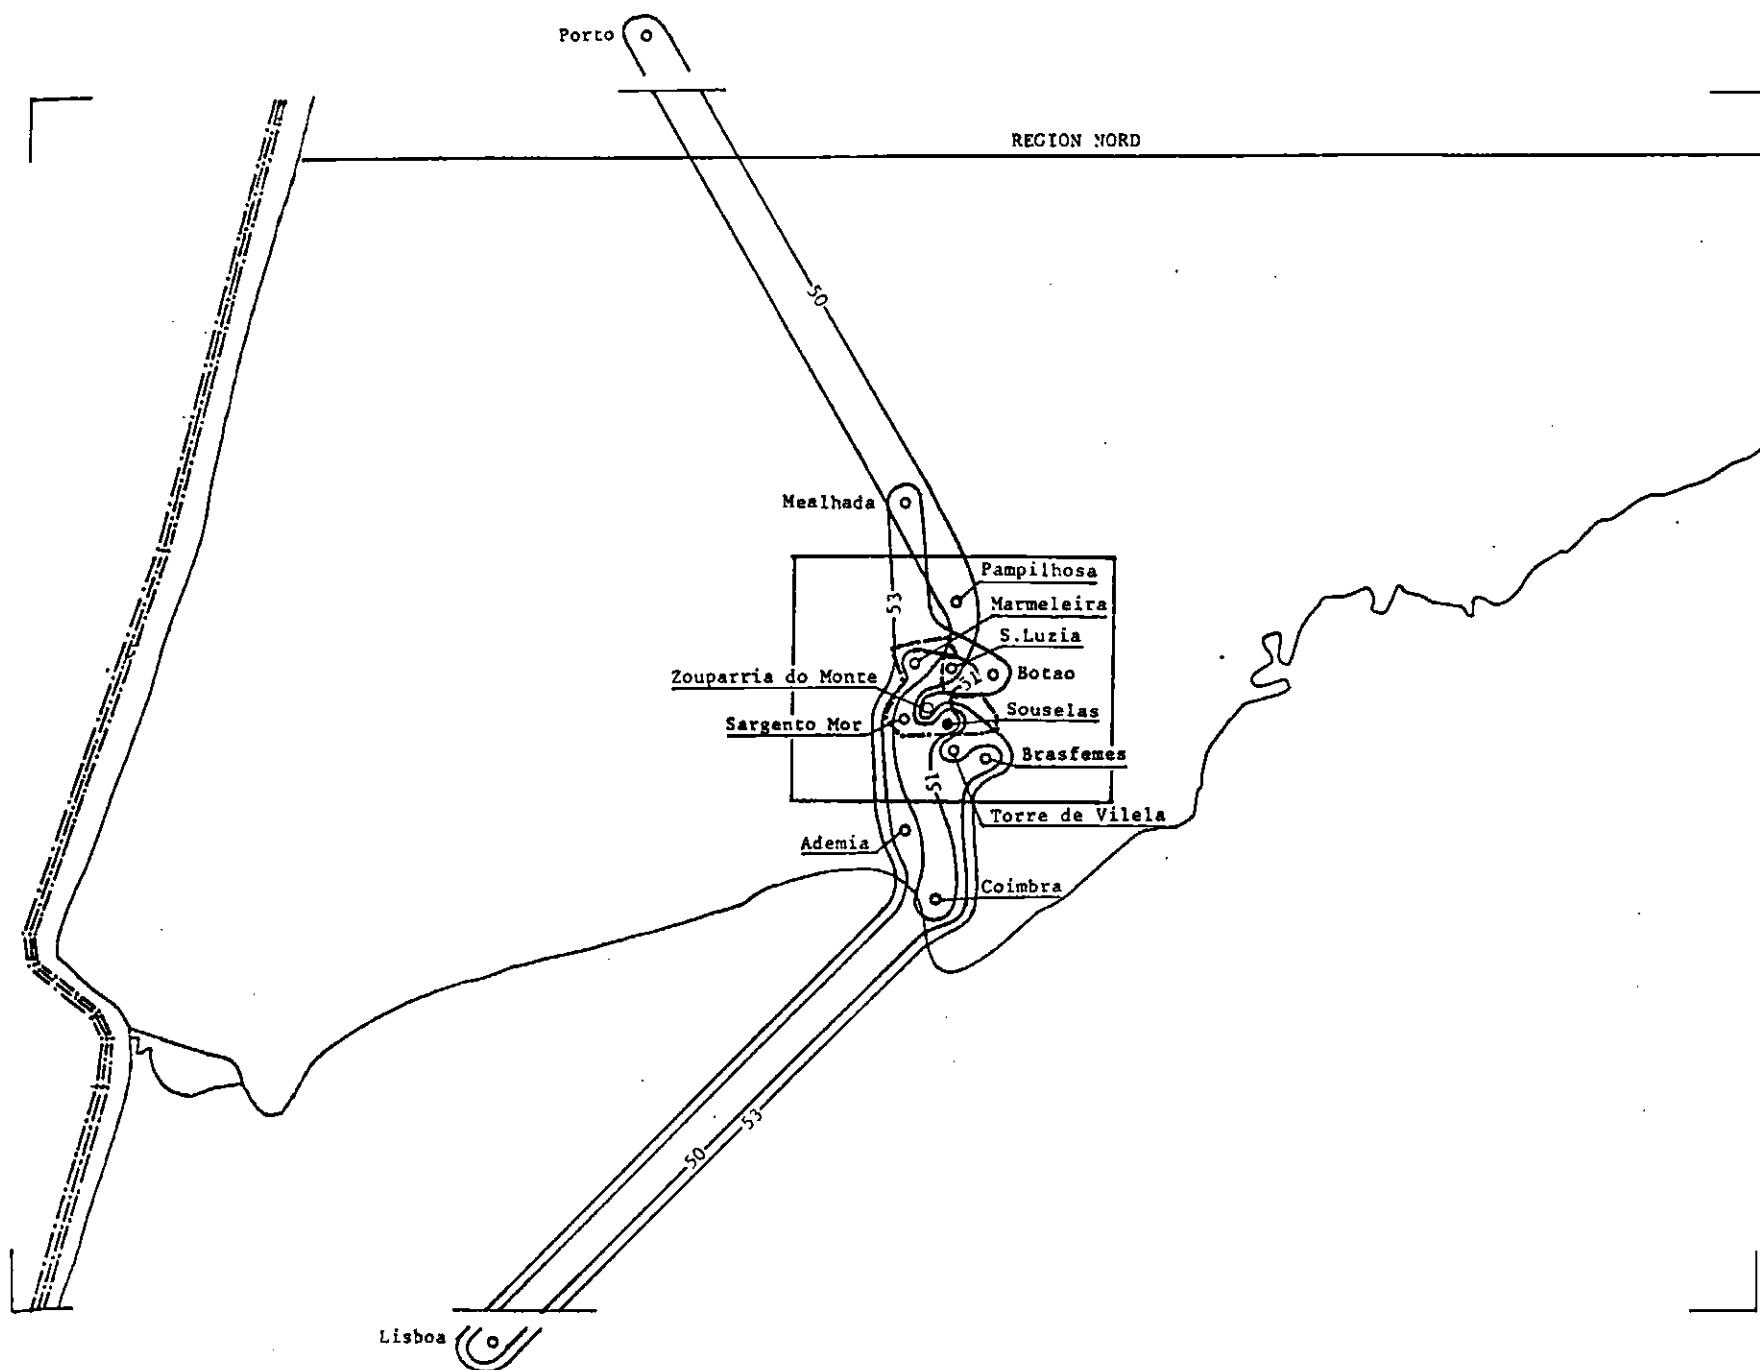 Porto
REGION NORD
50
Mealhada
Pampilhosa
53
Marmeleira
S.Luzia
Zouparria do Monte
51
Botao
Sargento Mor
Souselas
Brasfemes
51
Torre de Vilela
Ademia
Coimbra
53
50
Lisboa